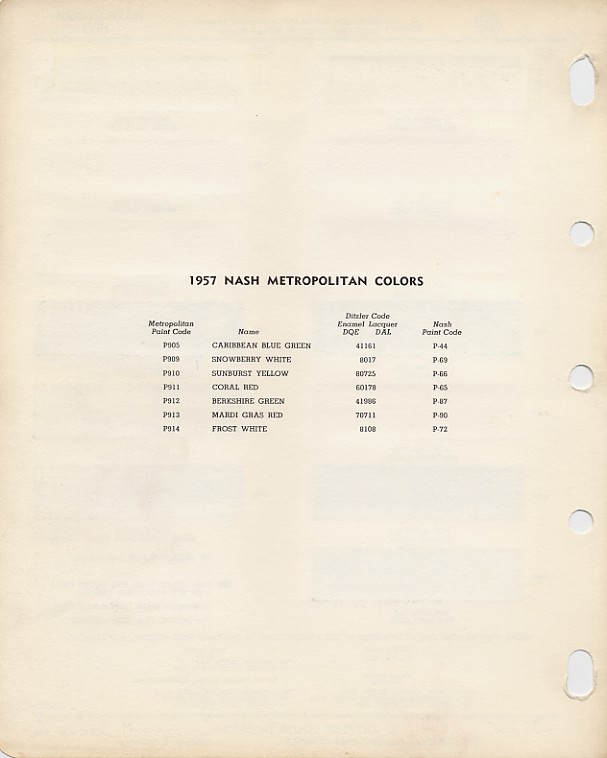 1957 NASH METROPOLITAN COLORS
Ditzler Code
Metropolitan Enamel Lacquer Nash
Paint Code Name DQE DAL Paint Code
P905 CARIBBEAN BLUE GREEN 41161 P-44
P909 SNOWBERRY WHITE 8017 P-69
P910 SUNBURST YELLOW 80725 P-66
P911 CORAL RED 60178 P-65
P912 BERKSHIRE GREEN 41986 P-87
P913 MARDI GRAS RED 70711 P-90
P914 FROST WHITE 8108 P-72